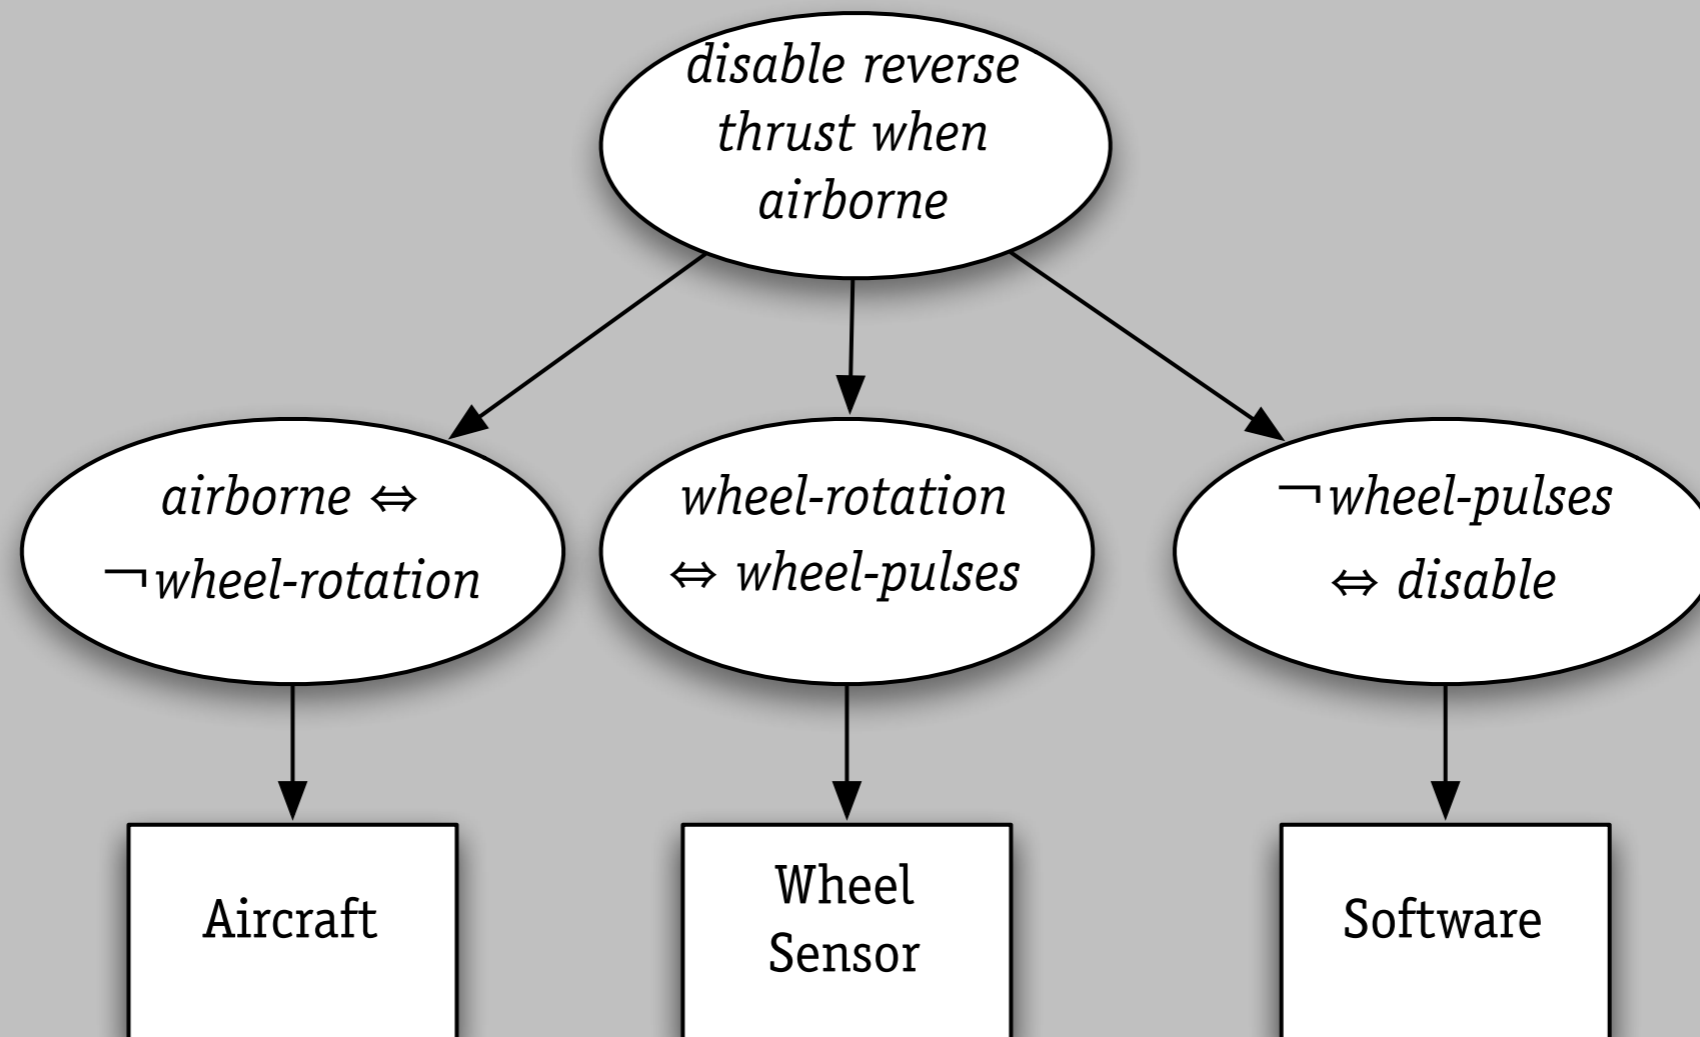 disable reverse
thrust when
airborne
airborne ⇔
¬wheel-rotation
wheel-rotation
⇔ wheel-pulses
¬wheel-pulses
⇔ disable
Aircraft
Wheel
Sensor
Software